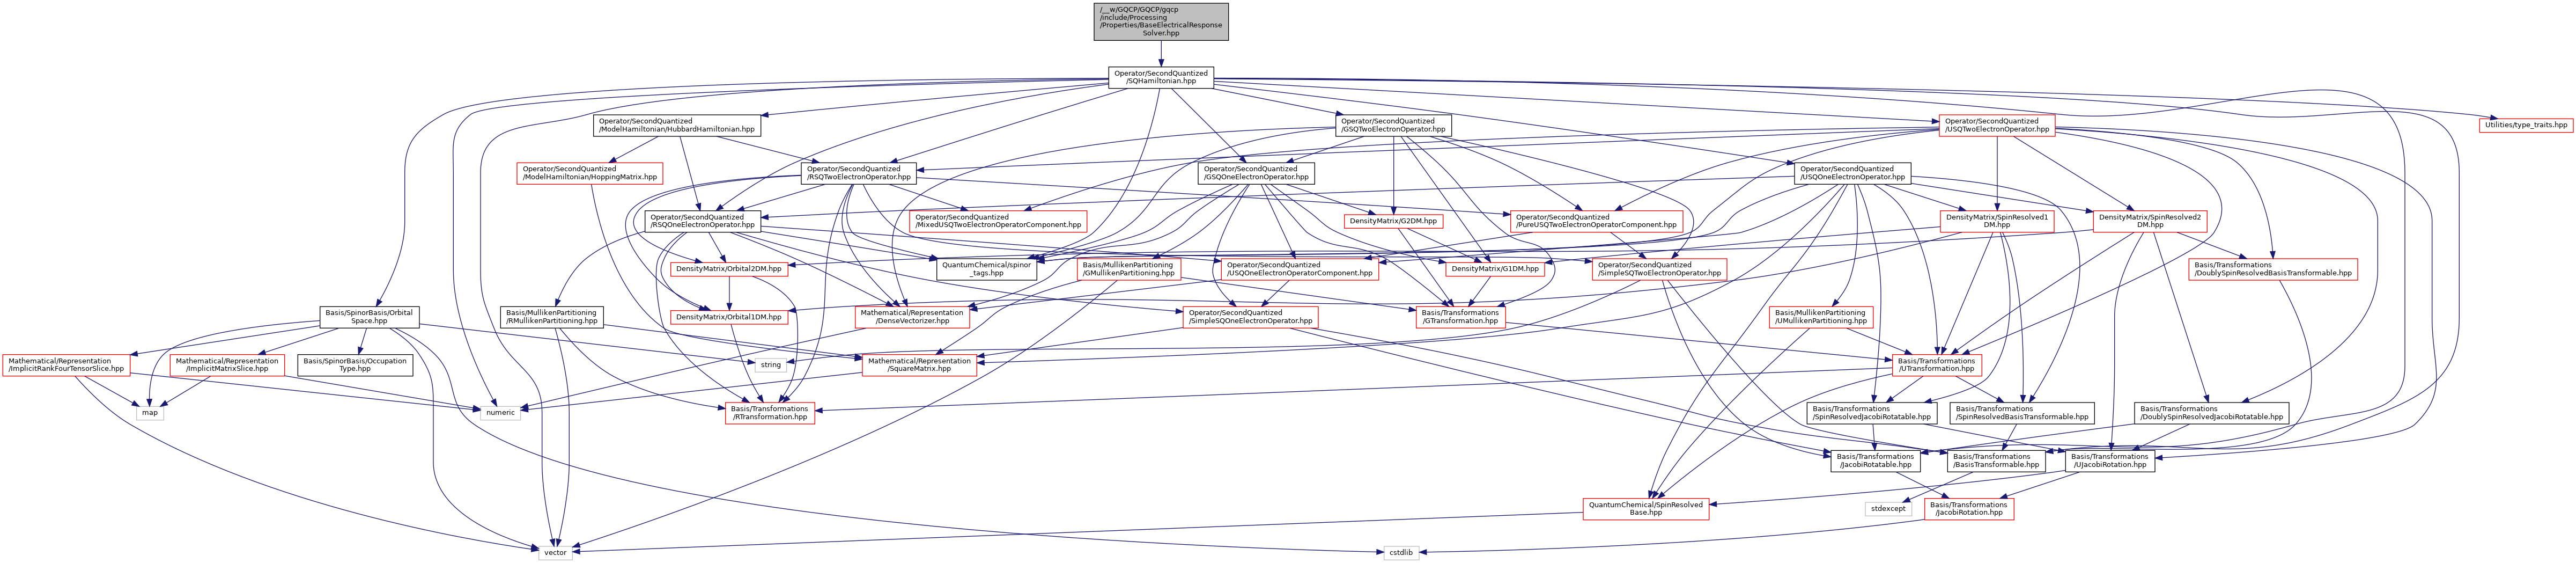 /__w/GQCP/GQCP/gqcp
/include/Processing
/Properties/BaseElectricalResponse
Solver.hpp
Operator/SecondQuantized
/SQHamiltonian.hpp
Operator/SecondQuantized
/ModelHamiltonian/HubbardHamiltonian.hpp
Operator/SecondQuantized
/GSQTwoElectronOperator.hpp
Operator/SecondQuantized
/USQTwoElectronOperator.hpp
Utilities/type_traits.hpp
Operator/SecondQuantized
/ModelHamiltonian/HoppingMatrix.hpp
Operator/SecondQuantized
/RSQTwoElectronOperator.hpp
Operator/SecondQuantized
/GSQOneElectronOperator.hpp
Operator/SecondQuantized
/USQOneElectronOperator.hpp
Operator/SecondQuantized
/RSQOneElectronOperator.hpp
Operator/SecondQuantized
/MixedUSQTwoElectronOperatorComponent.hpp
DensityMatrix/G2DM.hpp
Operator/SecondQuantized
/PureUSQTwoElectronOperatorComponent.hpp
DensityMatrix/SpinResolved1
DM.hpp
DensityMatrix/SpinResolved2
DM.hpp
DensityMatrix/Orbital2DM.hpp
QuantumChemical/spinor
_tags.hpp
Basis/MullikenPartitioning
/GMullikenPartitioning.hpp
Operator/SecondQuantized
/USQOneElectronOperatorComponent.hpp
DensityMatrix/G1DM.hpp
Operator/SecondQuantized
/SimpleSQTwoElectronOperator.hpp
Basis/Transformations
/DoublySpinResolvedBasisTransformable.hpp
Basis/SpinorBasis/Orbital
Space.hpp
Basis/MullikenPartitioning
/RMullikenPartitioning.hpp
DensityMatrix/Orbital1DM.hpp
Mathematical/Representation
/DenseVectorizer.hpp
Operator/SecondQuantized
/SimpleSQOneElectronOperator.hpp
Basis/Transformations
/GTransformation.hpp
Basis/MullikenPartitioning
/UMullikenPartitioning.hpp
Mathematical/Representation
/ImplicitRankFourTensorSlice.hpp
Mathematical/Representation
/ImplicitMatrixSlice.hpp
Basis/SpinorBasis/Occupation
Type.hpp
string
Mathematical/Representation
/SquareMatrix.hpp
Basis/Transformations
/UTransformation.hpp
map
numeric
Basis/Transformations
/RTransformation.hpp
Basis/Transformations
/SpinResolvedJacobiRotatable.hpp
Basis/Transformations
/SpinResolvedBasisTransformable.hpp
Basis/Transformations
/DoublySpinResolvedJacobiRotatable.hpp
Basis/Transformations
/JacobiRotatable.hpp
Basis/Transformations
/BasisTransformable.hpp
Basis/Transformations
/UJacobiRotation.hpp
QuantumChemical/SpinResolved
Base.hpp
stdexcept
Basis/Transformations
/JacobiRotation.hpp
vector
cstdlib